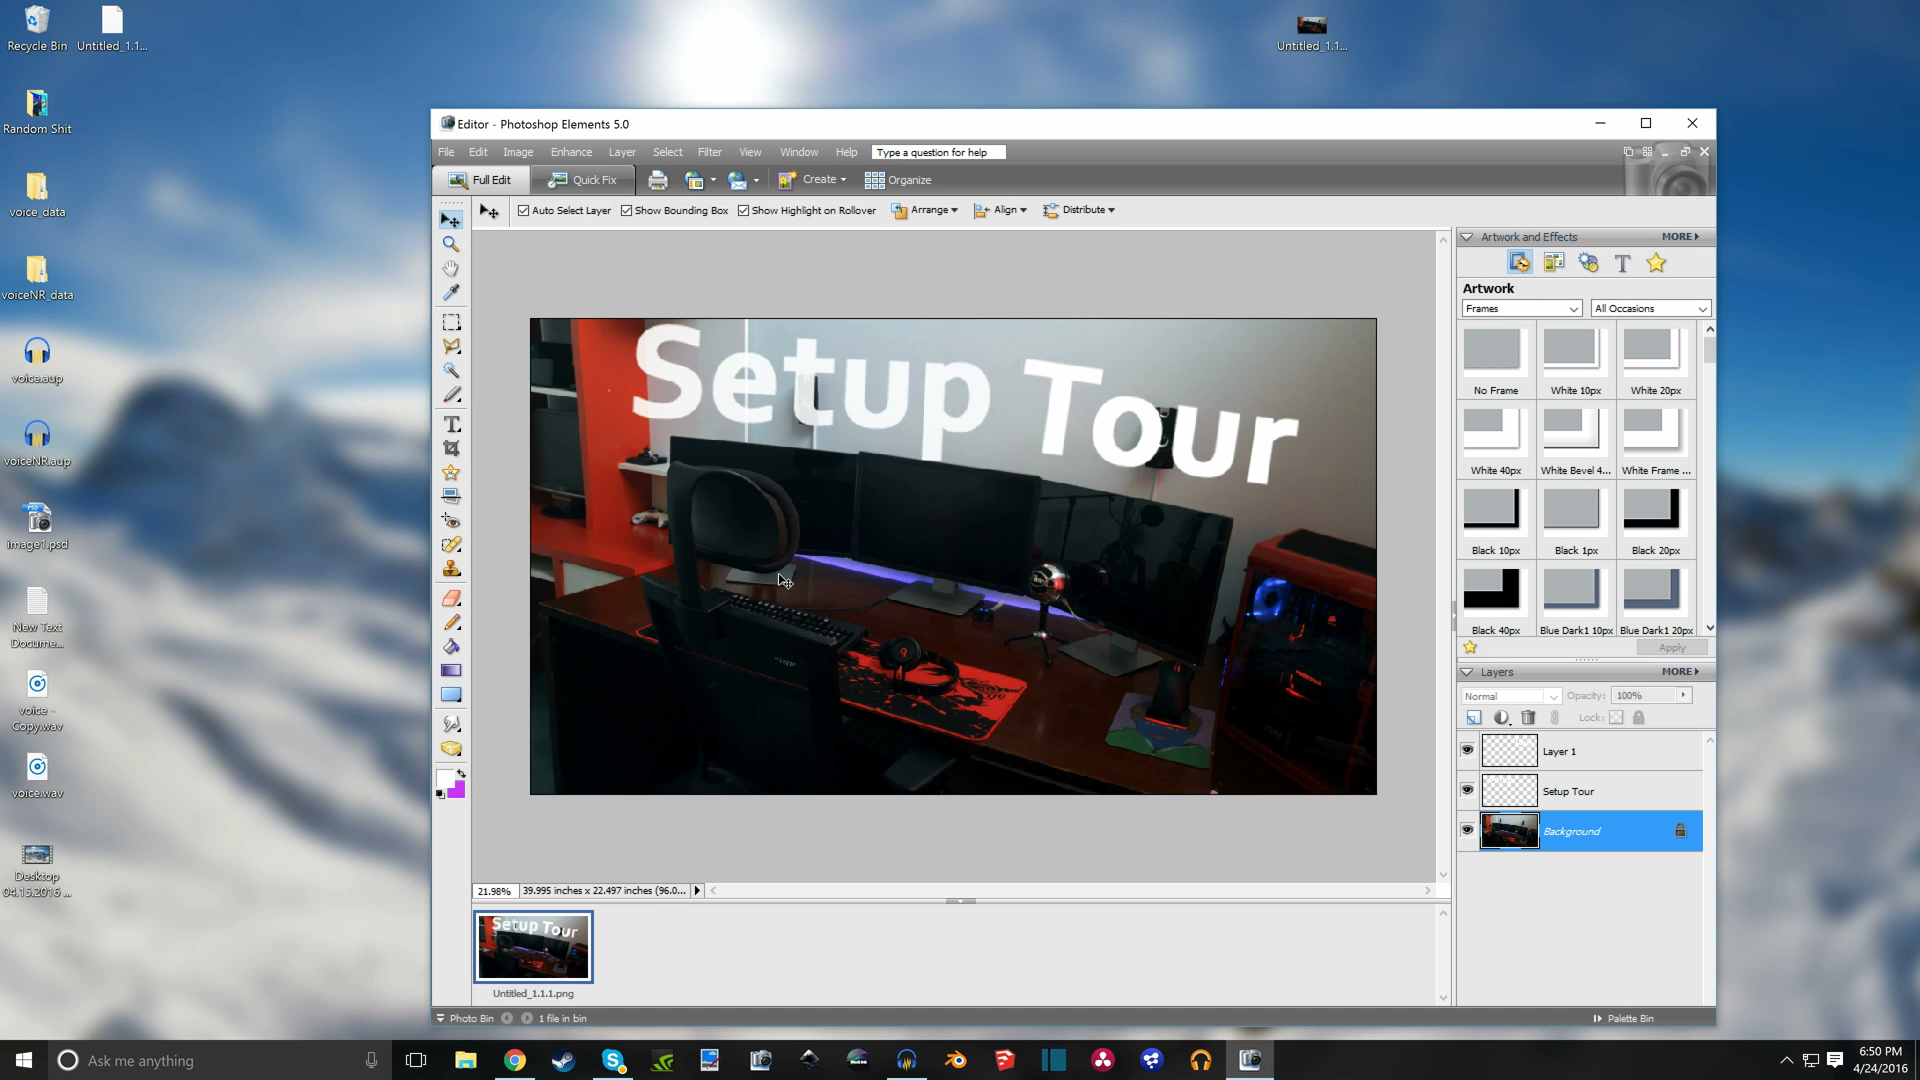 Recycle Bin
Untitled_1.1...
Untitled_1.1...
Random Shit
voice_data
voiceNR_data
voice.aup
voiceNR.aup
image1.psd
New Text
Docume...
voice -
Copy.wav
voice.wav
Desktop
04.15.2016 ...
Editor - Photoshop Elements 5.0
File Edit Image Enhance Layer Select Filter View Window Help Type a question for help
Full Edit Quick Fix Create Organize
Auto Select Layer Show Bounding Box Show Highlight on Rollover Arrange Align Distribute
Setup Tour
Artwork and Effects MORE
Artwork
Frames All Occasions
No Frame White 10px White 20px
White 40px White Bevel 4... White Frame ...
Black 10px Black 1px Black 20px
Black 40px Blue Dark1 10px Blue Dark1 20px
Apply
Layers MORE
Normal Opacity: 100%
Lock:
Layer 1
Setup Tour
Background
21.98% 39.995 inches x 22.497 inches (96.0...
Setup Tour
Untitled_1.1.1.png
Photo Bin 1 file in bin
Palette Bin
Ask me anything
6:50 PM
4/24/2016